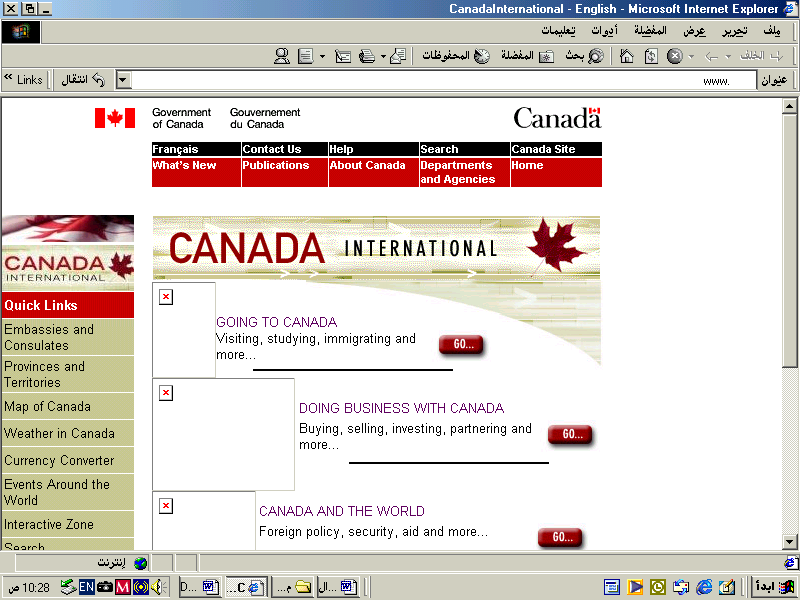 CanadaInternational - English - Microsoft Internet Explorer
ملف تحرير عرض المفضلة أدوات تعليمات
الخلف بحث المفضلة المحفوظات
عنوان www. انتقال Links »
Government of Canada
Gouvernement du Canada
Canada
Français Contact Us Help Search Canada Site
What's New Publications About Canada Departments and Agencies Home
CANADA INTERNATIONAL
CANADA
INTERNATIONAL
Quick Links
Embassies and
Consulates
Provinces and
Territories
Map of Canada
Weather in Canada
Currency Converter
Events Around the
World
Interactive Zone
Search
GOING TO CANADA
Visiting, studying, immigrating and
more...
GO...
DOING BUSINESS WITH CANADA
Buying, selling, investing, partnering and
more...
GO...
CANADA AND THE WORLD
Foreign policy, security, aid and more...
GO...
إنترنت
ابدأ
ال...
م...
C...
D...
EN
10:28 ص